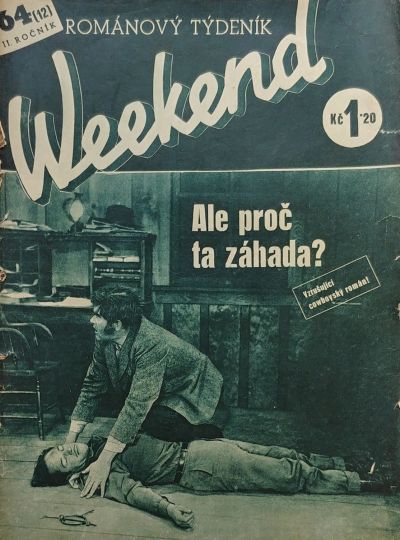 64 (12)
II. ROČNÍK
ROMÁNOVÝ TÝDENÍK
Weekend
Kč 1·20
Ale proč
ta záhada?
Vzrušující
cowboyský román!